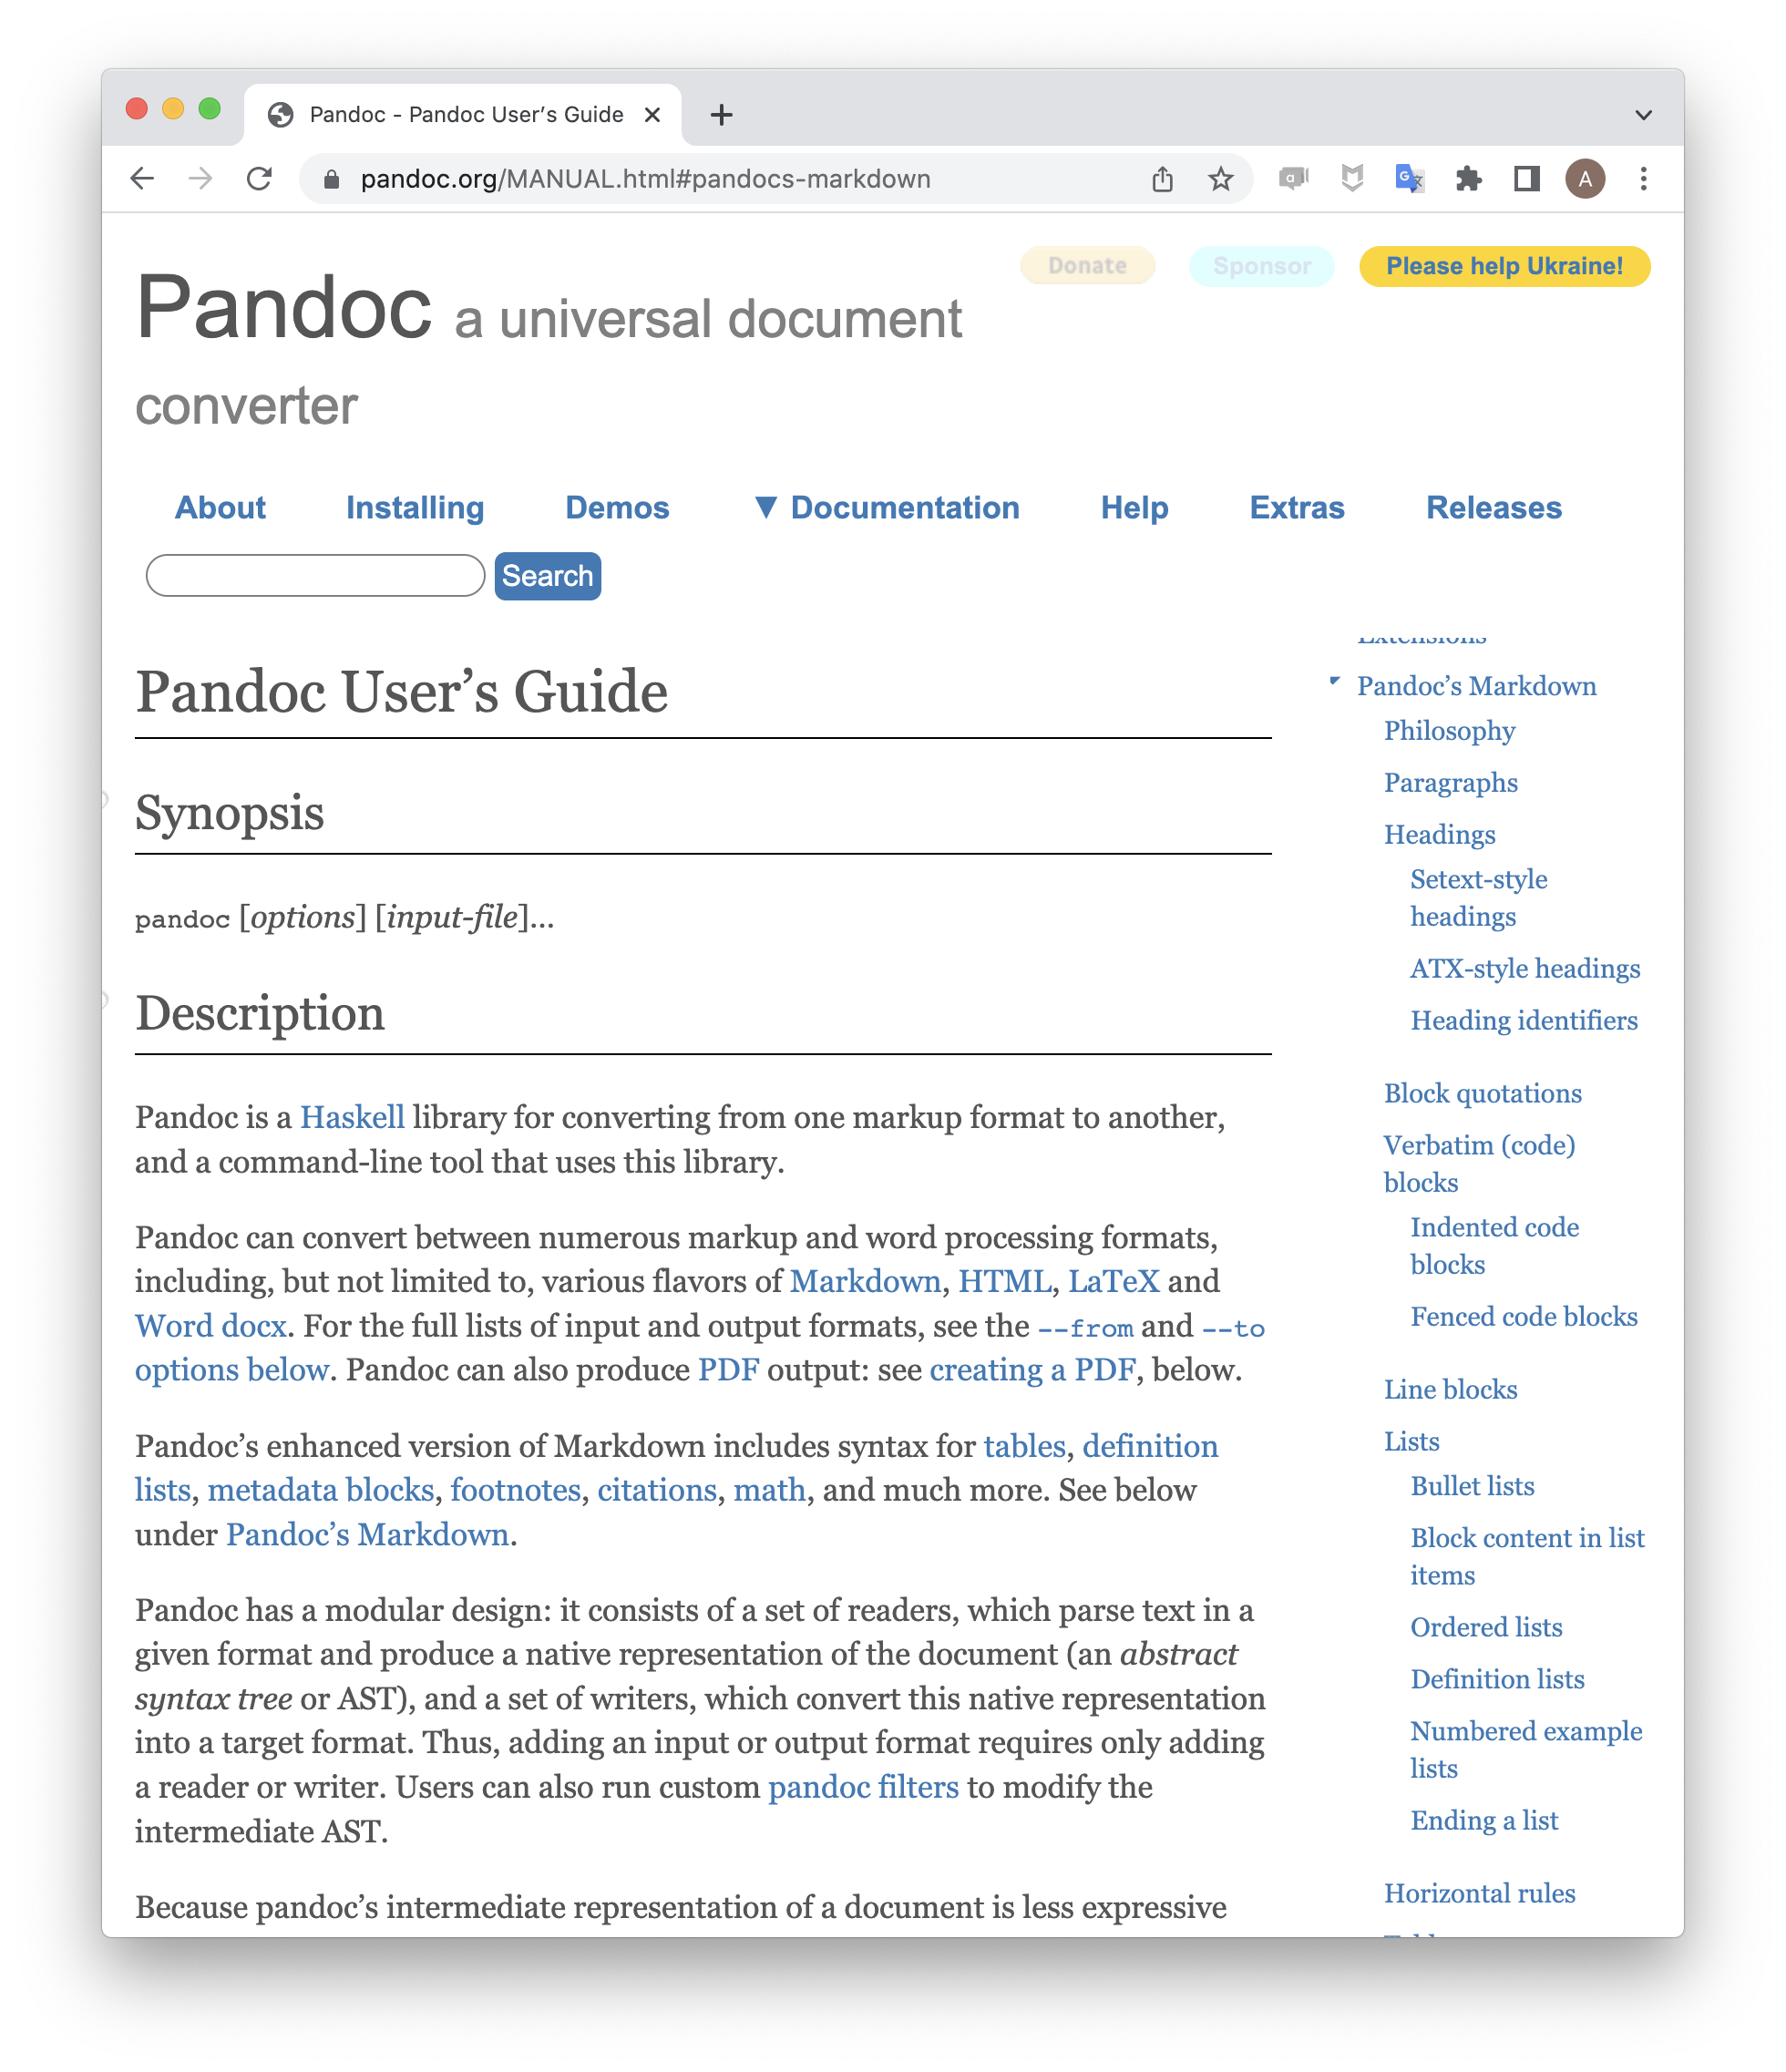 Pandoc - Pandoc User’s Guide
pandoc.org/MANUAL.html#pandocs-markdown
A
Donate
Sponsor
Please help Ukraine!
Pandoc a universal document
converter
About
Installing
Demos
▼ Documentation
Help
Extras
Releases
Search
Pandoc User’s Guide
Synopsis
pandoc [options] [input-file]…
Description
Pandoc is a Haskell library for converting from one markup format to another,
and a command-line tool that uses this library.
Pandoc can convert between numerous markup and word processing formats,
including, but not limited to, various flavors of Markdown, HTML, LaTeX and
Word docx. For the full lists of input and output formats, see the --from and --to
options below. Pandoc can also produce PDF output: see creating a PDF, below.
Pandoc’s enhanced version of Markdown includes syntax for tables, definition
lists, metadata blocks, footnotes, citations, math, and much more. See below
under Pandoc’s Markdown.
Pandoc has a modular design: it consists of a set of readers, which parse text in a
given format and produce a native representation of the document (an abstract
syntax tree or AST), and a set of writers, which convert this native representation
into a target format. Thus, adding an input or output format requires only adding
a reader or writer. Users can also run custom pandoc filters to modify the
intermediate AST.
Because pandoc’s intermediate representation of a document is less expressive
Extensions
Pandoc’s Markdown
Philosophy
Paragraphs
Headings
Setext-style
headings
ATX-style headings
Heading identifiers
Block quotations
Verbatim (code)
blocks
Indented code
blocks
Fenced code blocks
Line blocks
Lists
Bullet lists
Block content in list
items
Ordered lists
Definition lists
Numbered example
lists
Ending a list
Horizontal rules